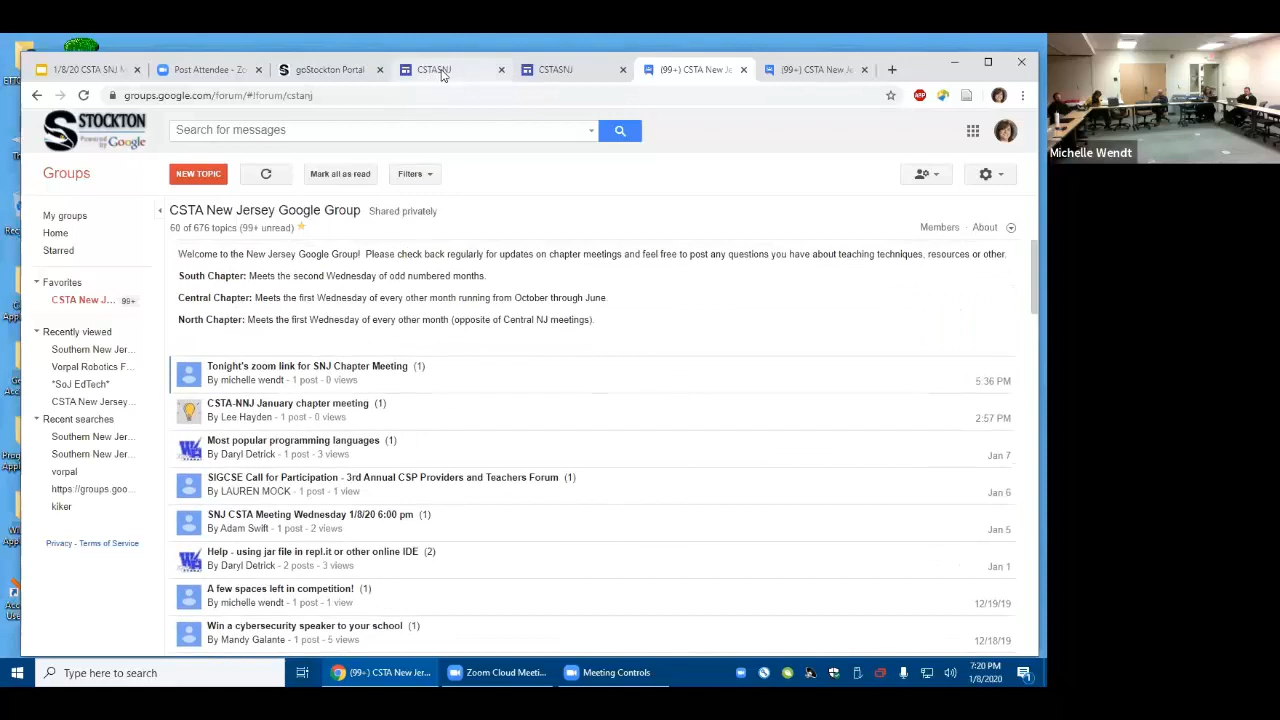 1/8/20 CSTA SNJ M
Post Attendee - Zo
goStockton Portal
CSTASNJ
CSTASNJ
(99+) CSTA New Je
(99+) CSTA New Je
groups.google.com/forum/#!forum/cstanj
APP
STOCKTON
Powered by Google
Search for messages
Groups
NEW TOPIC
Mark all as read
Filters
My groups
Home
Starred
Favorites
CSTA New J... 99+
Recently viewed
Southern New Jer...
Vorpal Robotics F...
*SoJ EdTech*
CSTA New Jersey...
Recent searches
Southern New Jer...
Southern New Jer...
vorpal
https://groups.goo...
kiker
Privacy - Terms of Service
CSTA New Jersey Google Group Shared privately
60 of 676 topics (99+ unread)
Members · About
Welcome to the New Jersey Google Group! Please check back regularly for updates on chapter meetings and feel free to post any questions you have about teaching techniques, resources or other.
South Chapter: Meets the second Wednesday of odd numbered months.
Central Chapter: Meets the first Wednesday of every other month running from October through June
North Chapter: Meets the first Wednesday of every other month (opposite of Central NJ meetings).
Tonight's zoom link for SNJ Chapter Meeting (1)
By michelle wendt - 1 post - 0 views
5:36 PM
CSTA-NNJ January chapter meeting (1)
By Lee Hayden - 1 post - 0 views
2:57 PM
Most popular programming languages (1)
By Daryl Detrick - 1 post - 3 views
Jan 7
SIGCSE Call for Participation - 3rd Annual CSP Providers and Teachers Forum (1)
By LAUREN MOCK - 1 post - 1 view
Jan 6
SNJ CSTA Meeting Wednesday 1/8/20 6:00 pm (1)
By Adam Swift - 1 post - 2 views
Jan 5
Help - using jar file in repl.it or other online IDE (2)
By Daryl Detrick - 2 posts - 3 views
Jan 1
A few spaces left in competition! (1)
By michelle wendt - 1 post - 1 view
12/19/19
Win a cybersecurity speaker to your school (1)
By Mandy Galante - 1 post - 5 views
12/18/19
Type here to search
(99+) CSTA New Jer...
Zoom Cloud Meeti...
Meeting Controls
7:20 PM
1/8/2020
Michelle Wendt